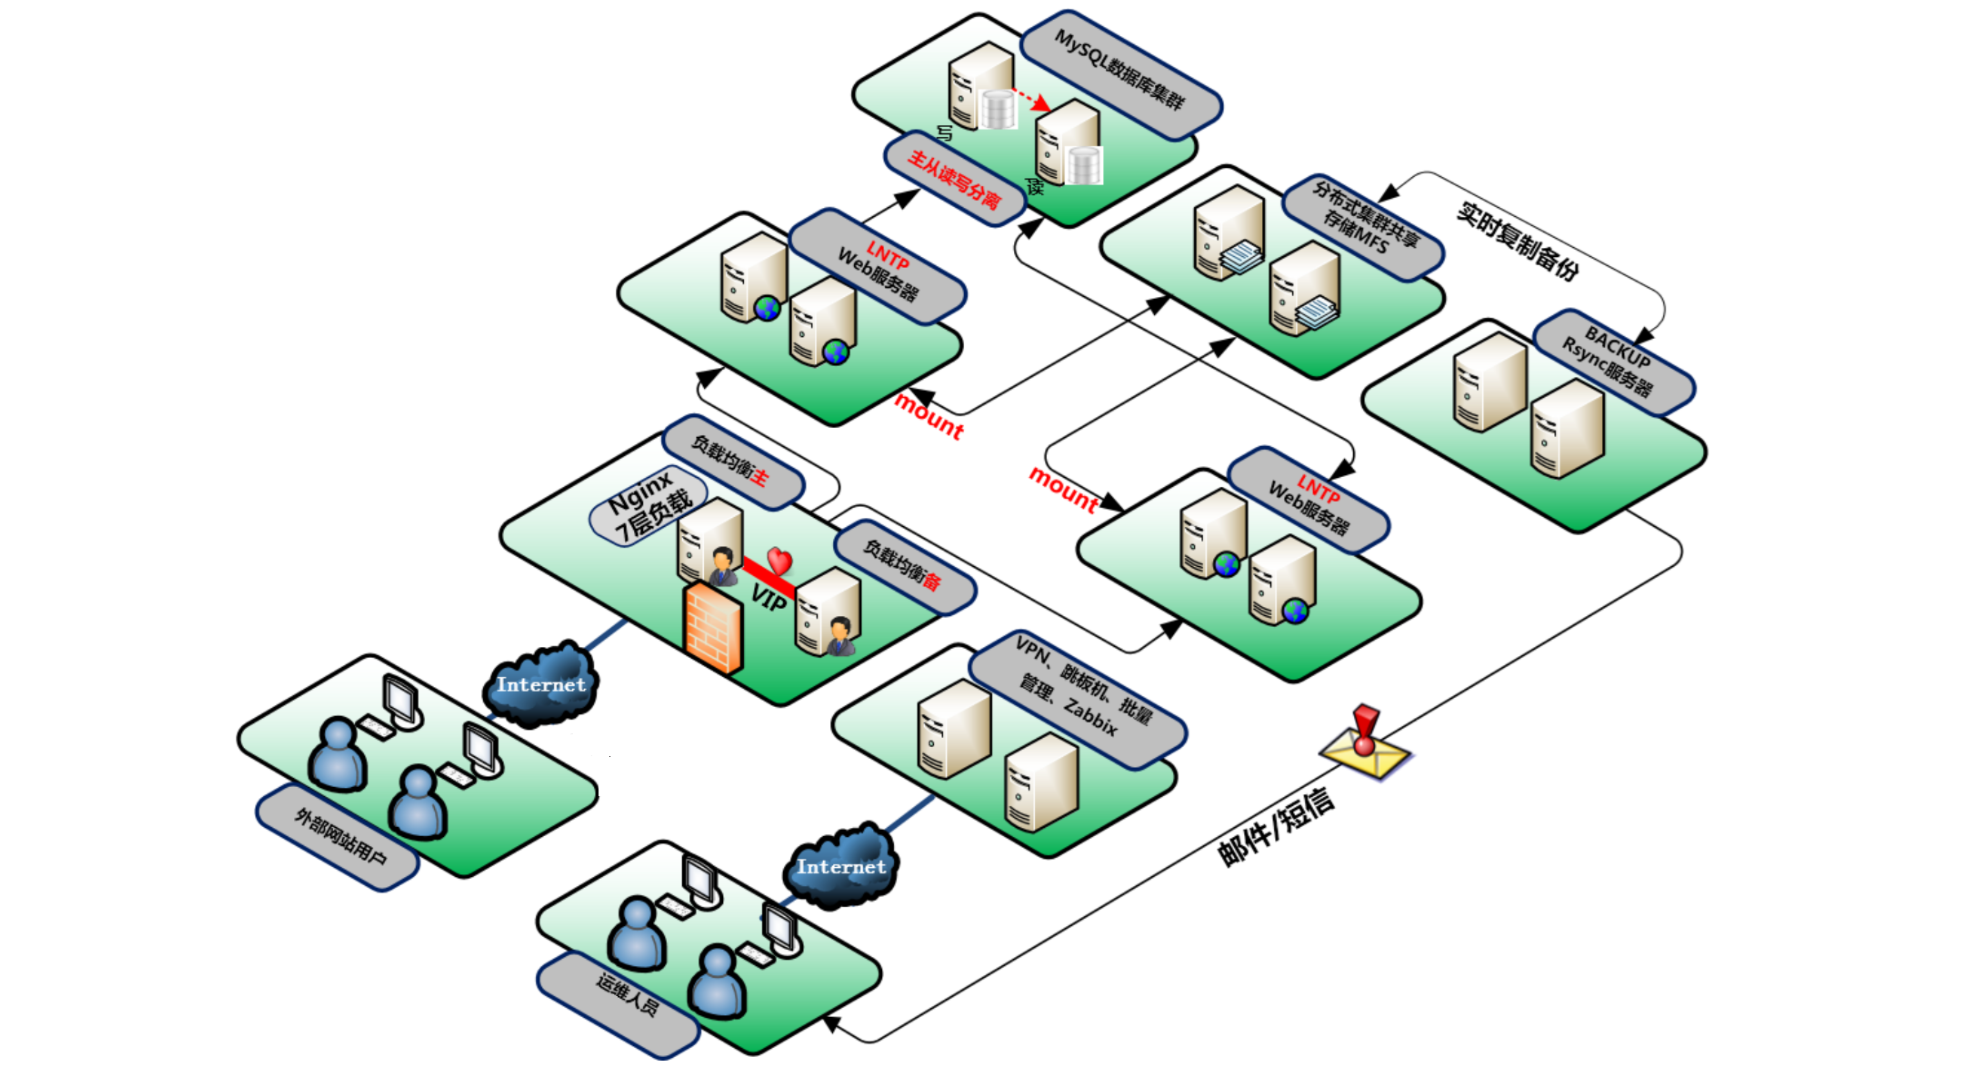 MySQL数据库集群
写
读
主从读写分离
分布式集群共享
存储MFS
实时复制备份
LNTP
Web服务器
BACKUP
Rsync服务器
mount
mount
负载均衡主
Nginx
7层负载
LNTP
Web服务器
负载均衡备
VIP
VPN、跳板机、批量
管理、Zabbix
Internet
外部网站用户
Internet
邮件/短信
运维人员